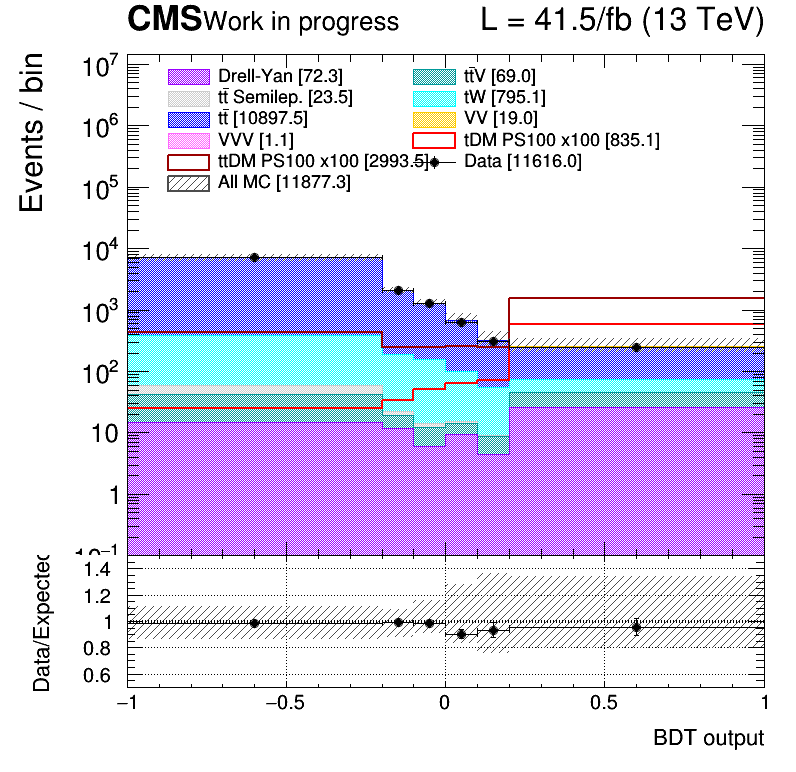 CMS Work in progress L = 41.5/fb (13 TeV)
Events / bin
10⁷
10⁶
10⁵
10⁴
10³
10²
10
1
10⁻¹
Drell-Yan [72.3] tt̄V [69.0]
tt̄ Semilep. [23.5] tW [795.1]
tt̄ [10897.5] VV [19.0]
VVV [1.1] tDM PS100 x100 [835.1]
ttDM PS100 x100 [2993.5] Data [11616.0]
All MC [11877.3]
Data/Expected
1.4
1.2
1
0.8
0.6
−1 −0.5 0 0.5 1
BDT output